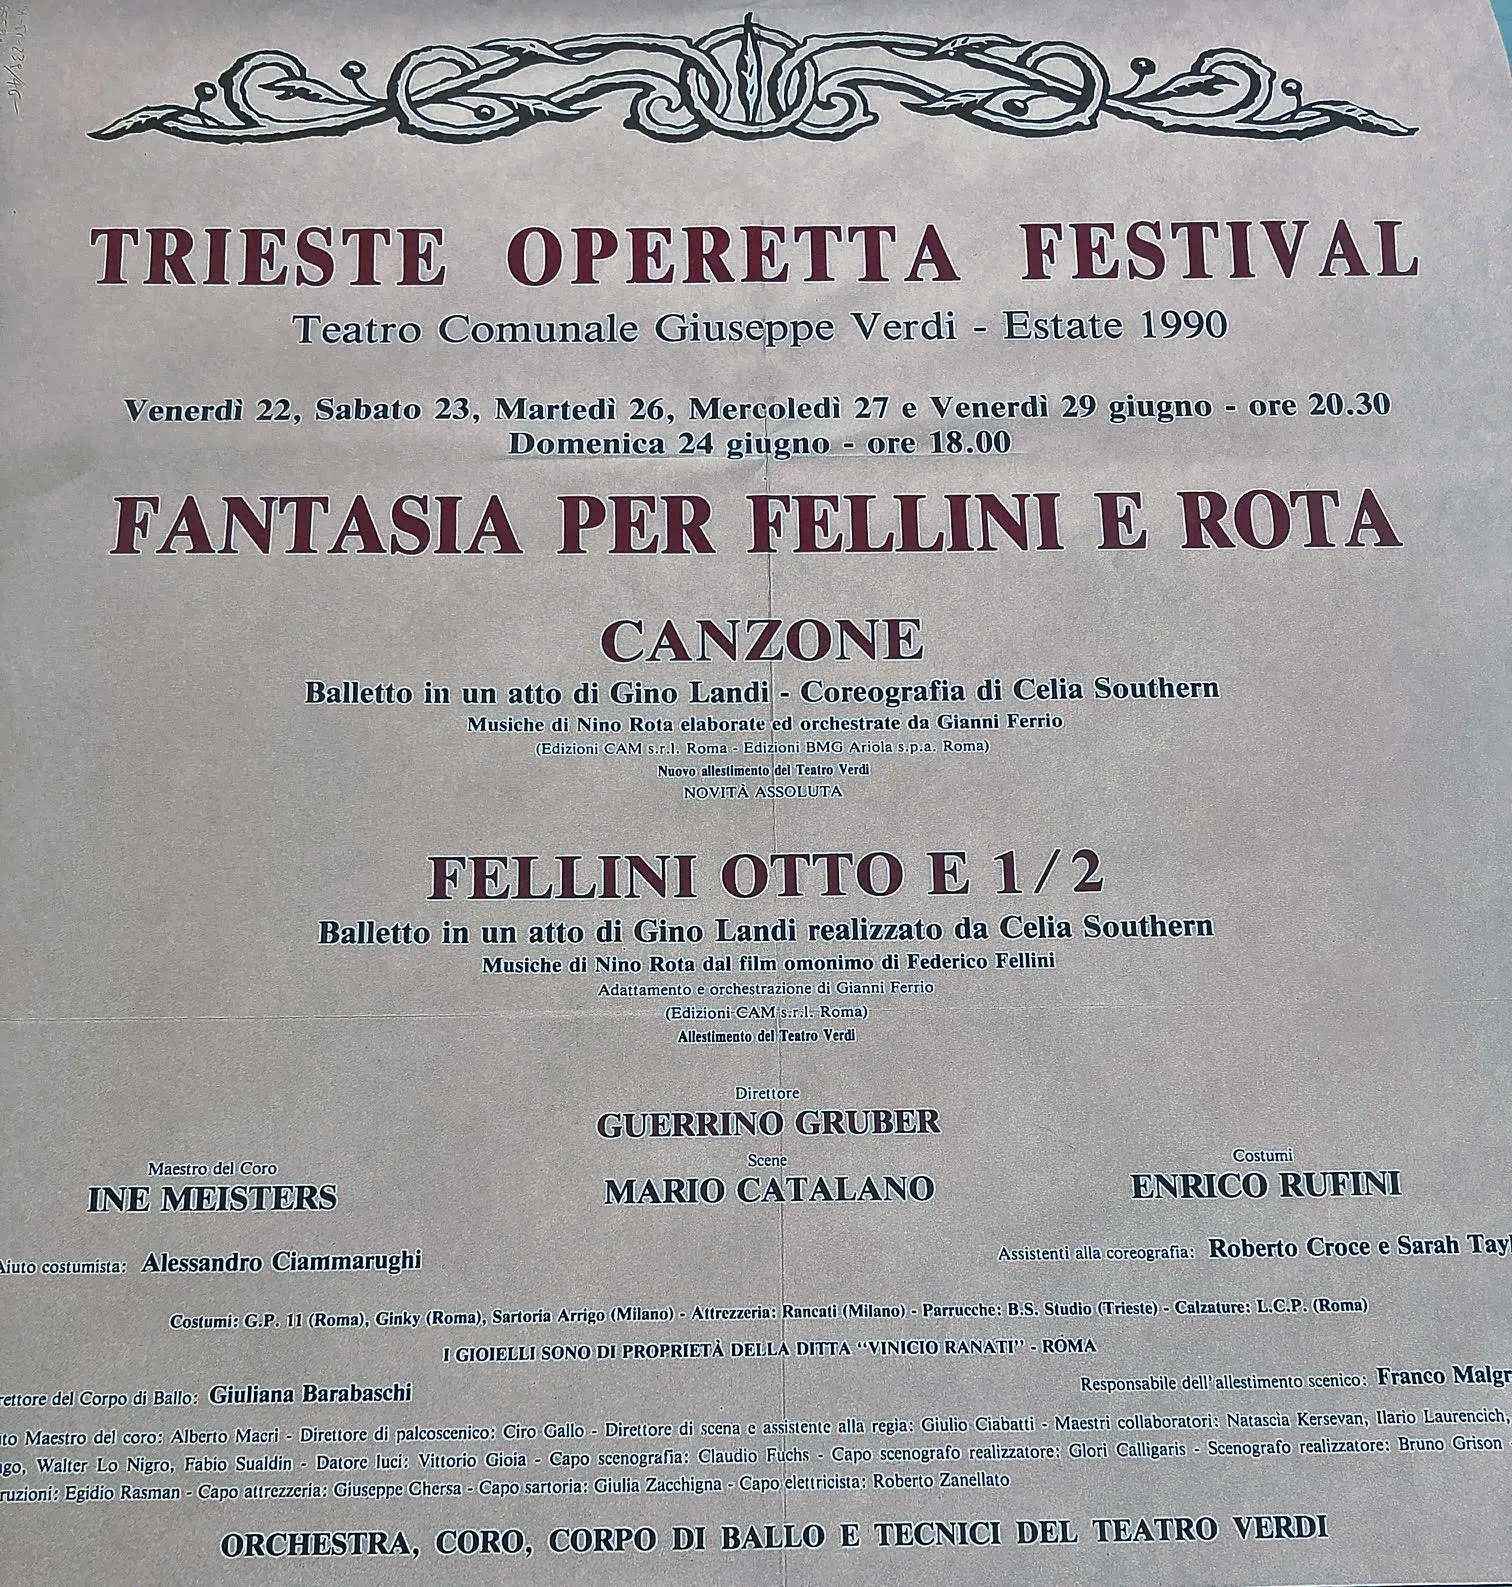 TRIESTE OPERETTA FESTIVAL
Teatro Comunale Giuseppe Verdi - Estate 1990
Venerdì 22, Sabato 23, Martedì 26, Mercoledì 27 e Venerdì 29 giugno - ore 20.30
Domenica 24 giugno - ore 18.00
FANTASIA PER FELLINI E ROTA
CANZONE
Balletto in un atto di Gino Landi - Coreografia di Celia Southern
Musiche di Nino Rota elaborate ed orchestrate da Gianni Ferrio
(Edizioni CAM s.r.l. Roma - Edizioni BMG Ariola s.p.a. Roma)
Nuovo allestimento del Teatro Verdi
NOVITÀ ASSOLUTA
FELLINI OTTO E 1/2
Balletto in un atto di Gino Landi realizzato da Celia Southern
Musiche di Nino Rota dal film omonimo di Federico Fellini
Adattamento e orchestrazione di Gianni Ferrio
(Edizioni CAM s.r.l. Roma)
Allestimento del Teatro Verdi
Direttore
GUERRINO GRUBER
Maestro del Coro
INE MEISTERS
Scene
MARIO CATALANO
Costumi
ENRICO RUFINI
Aiuto costumista: Alessandro Ciammarughi
Assistenti alla coreografia: Roberto Croce e Sarah Tay
Costumi: G.P. 11 (Roma), Ginky (Roma), Sartoria Arrigo (Milano) - Attrezzeria: Rancati (Milano) - Parrucche: B.S. Studio (Trieste) - Calzature: L.C.P. (Roma)
I GIOIELLI SONO DI PROPRIETÀ DELLA DITTA "VINICIO RANATI" - ROMA
rettore del Corpo di Ballo: Giuliana Barabaschi
Responsabile dell'allestimento scenico: Franco Malgr
to Maestro del coro: Alberto Macrì - Direttore di palcoscenico: Ciro Gallo - Direttore di scena e assistente alla regia: Giulio Ciabatti - Maestri collaboratori: Natascia Kersevan, Ilario Laurencich,
go, Walter Lo Nigro, Fabio Sualdin - Datore luci: Vittorio Gioia - Capo scenografia: Claudio Fuchs - Capo scenografo realizzatore: Glori Calligaris - Scenografo realizzatore: Bruno Grison
ruzioni: Egidio Rasman - Capo attrezzeria: Giuseppe Ghersa - Capo sartoria: Giulia Zacchigna - Capo elettricista: Roberto Zanellato
ORCHESTRA, CORO, CORPO DI BALLO E TECNICI DEL TEATRO VERDI